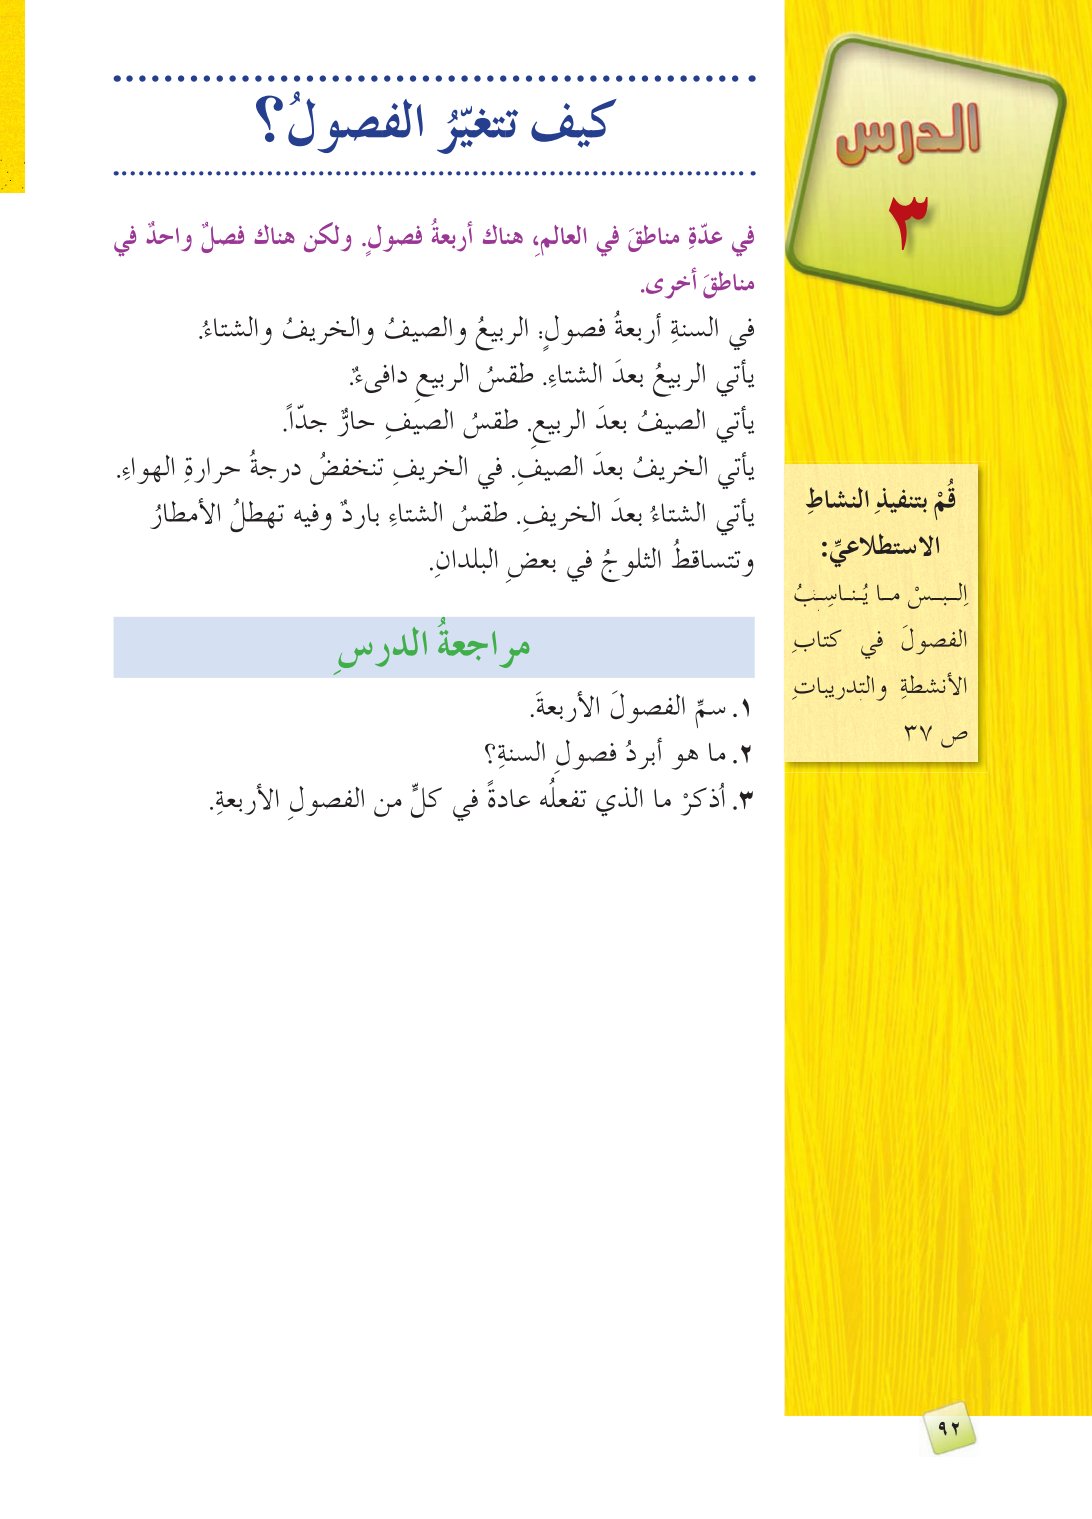 الدرس
٣
كيف تتغيّرُ الفصولُ؟
في عدّةِ مناطقَ في العالمِ، هناك أربعةُ فصولٍ. ولكن هناك فصلٌ واحدٌ في
مناطقَ أخرى.
في السنةِ أربعةُ فصولٍ: الربيعُ والصيفُ والخريفُ والشتاءُ.
يأتي الربيعُ بعدَ الشتاءِ. طقسُ الربيعِ دافىءٌ.
يأتي الصيفُ بعدَ الربيعِ. طقسُ الصيفِ حارٌّ جدّاً.
يأتي الخريفُ بعدَ الصيفِ. في الخريفِ تنخفضُ درجةُ حرارةِ الهواءِ.
يأتي الشتاءُ بعدَ الخريفِ. طقسُ الشتاءِ باردٌ وفيه تهطلُ الأمطارُ
وتتساقطُ الثلوجُ في بعضِ البلدانِ.
مراجعةُ الدرسِ
١. سمِّ الفصولَ الأربعةَ.
٢. ما هو أبردُ فصولِ السنةِ؟
٣. اُذكرْ ما الذي تفعلُه عادةً في كلٍّ من الفصولِ الأربعةِ.
قُمْ بتنفيذِ النشاطِ
الاستطلاعيِّ:
اِلـبـسْ مـا يُـنـاسِـبُ
الفصولَ في كتابِ
الأنشطةِ والتدريباتِ
ص ٣٧
٩٢